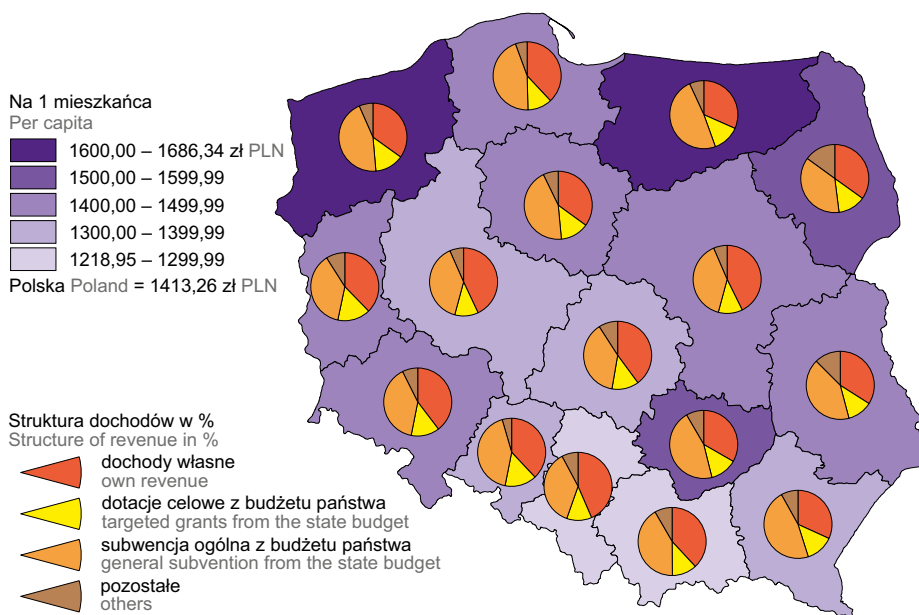 Na 1 mieszkańca
Per capita
1600,00 – 1686,34 zł PLN
1500,00 – 1599,99
1400,00 – 1499,99
1300,00 – 1399,99
1218,95 – 1299,99
Polska Poland = 1413,26 zł PLN
Struktura dochodów w %
Structure of revenue in %
dochody własne
own revenue
dotacje celowe z budżetu państwa
targeted grants from the state budget
subwencja ogólna z budżetu państwa
general subvention from the state budget
pozostałe
others